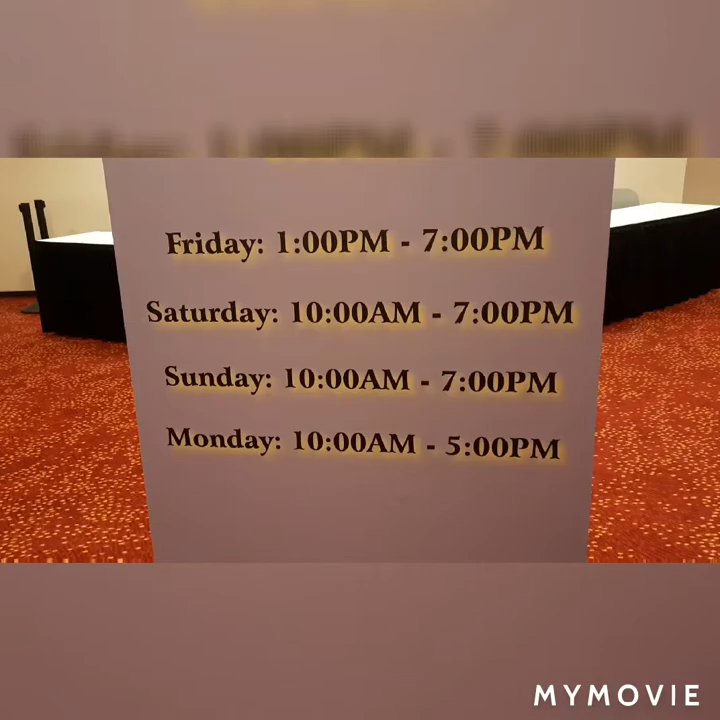 Friday: 1:00PM - 7:00PM
Saturday: 10:00AM - 7:00PM
Sunday: 10:00AM - 7:00PM
Monday: 10:00AM - 5:00PM
MYMOVIE